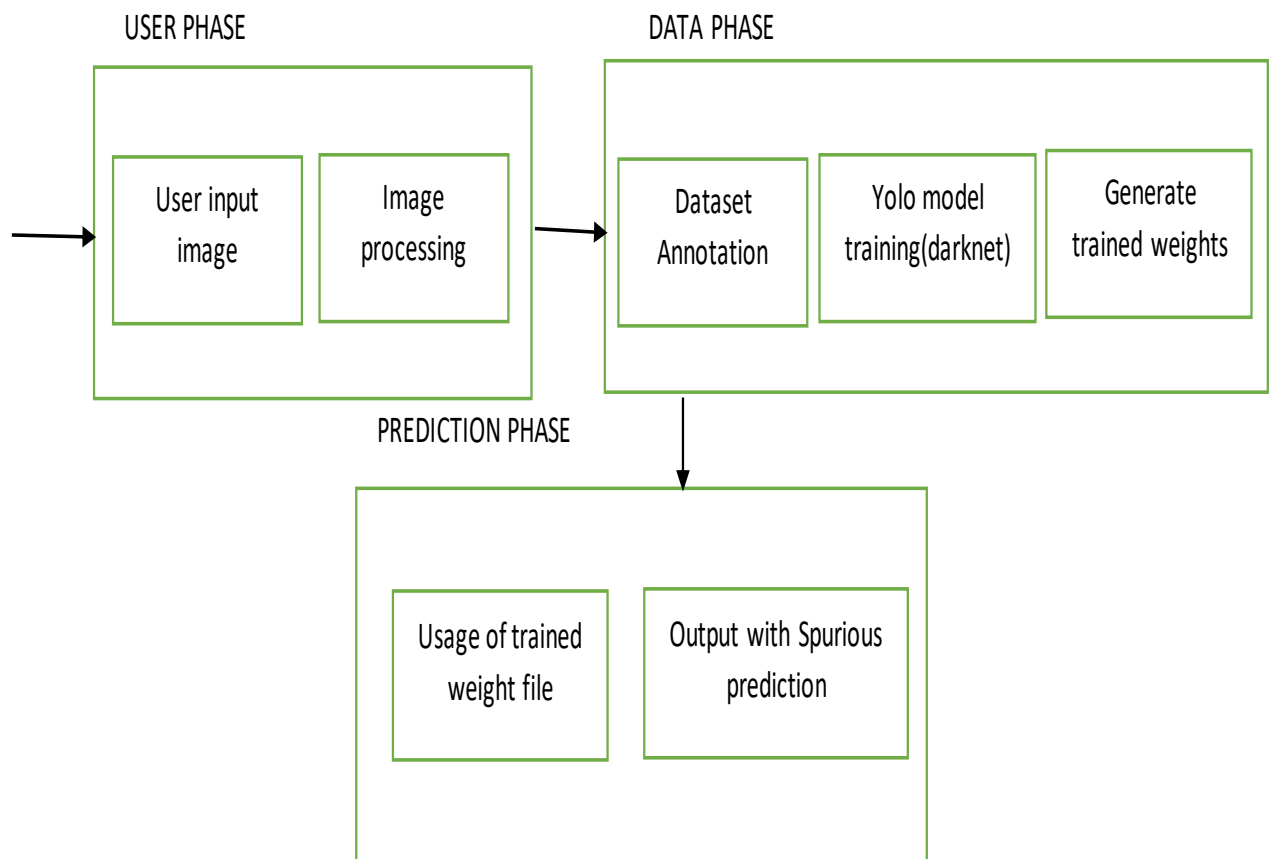 USER PHASE
DATA PHASE
User input
image
Image
processing
Dataset
Annotation
Yolo model
training(darknet)
Generate
trained weights
PREDICTION PHASE
Usage of trained
weight file
Output with Spurious
prediction